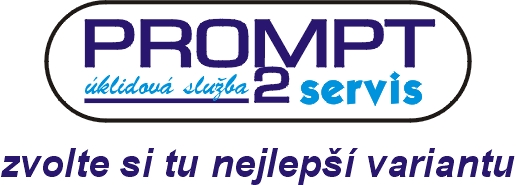 PROMPT
úklidová služba 2 servis
zvolte si tu nejlepší variantu